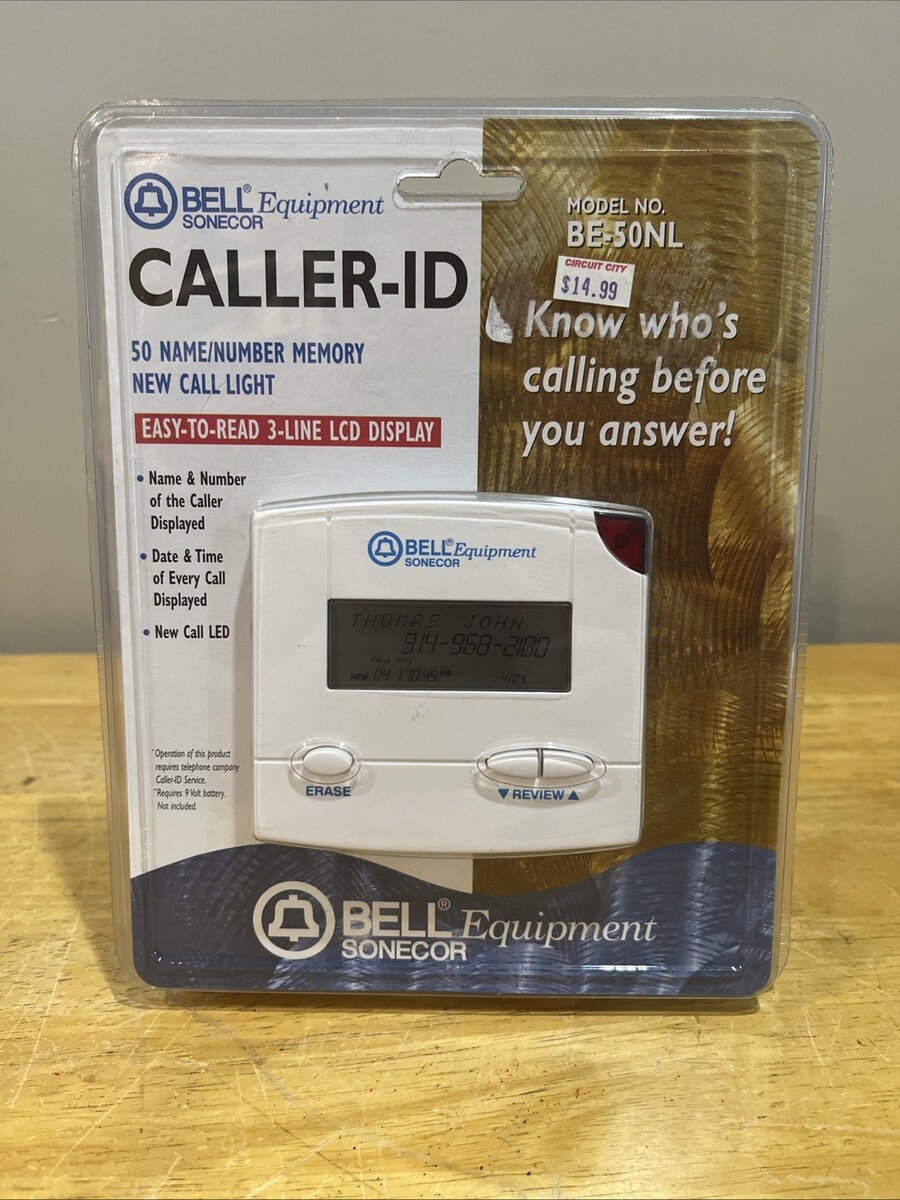 BELL® Equipment
SONECOR
CALLER-ID
50 NAME/NUMBER MEMORY
NEW CALL LIGHT
EASY-TO-READ 3-LINE LCD DISPLAY
• Name & Number
of the Caller
Displayed
• Date & Time
of Every Call
Displayed
• New Call LED
*Operation of this product
requires telephone company
Caller-ID Service.
**Requires 9 Volt battery.
Not included.
MODEL NO.
BE-50NL
CIRCUIT CITY
$14.99
Know who's
calling before
you answer!
BELL® Equipment
SONECOR
THOMAS, JOHN
914-968-2100
NEW 04 10:45 AM 4/09
ERASE
▼ REVIEW ▲
BELL® Equipment
SONECOR